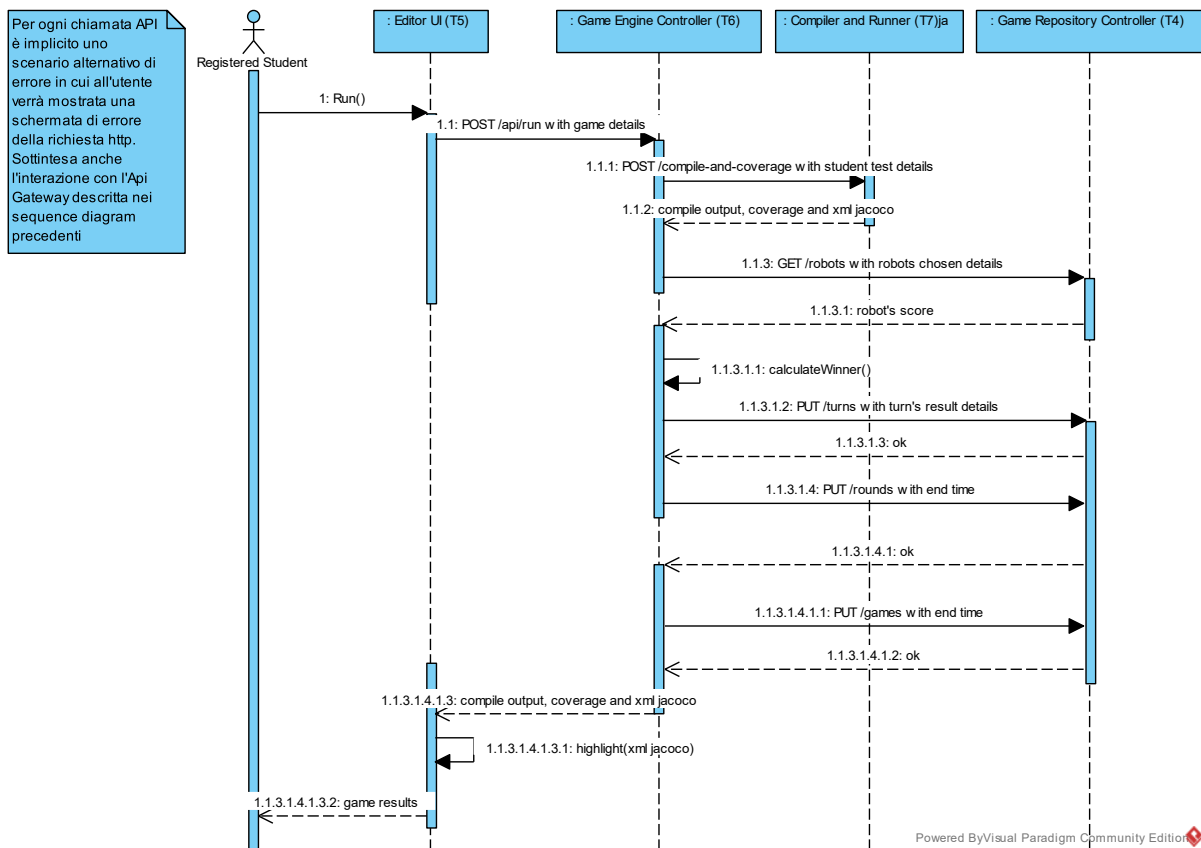 Per ogni chiamata API
è implicito uno
scenario alternativo di
errore in cui all'utente
verrà mostrata una
schermata di errore
della richiesta http.
Sottintesa anche
l'interazione con l'Api
Gateway descritta nei
sequence diagram
precedenti
Registered Student
: Editor UI (T5)
: Game Engine Controller (T6)
: Compiler and Runner (T7)ja
: Game Repository Controller (T4)
1: Run()
1.1: POST /api/run with game details
1.1.1: POST /compile-and-coverage with student test details
1.1.2: compile output, coverage and xml jacoco
1.1.3: GET /robots with robots chosen details
1.1.3.1: robot's score
1.1.3.1.1: calculateWinner()
1.1.3.1.2: PUT /turns with turn's result details
1.1.3.1.3: ok
1.1.3.1.4: PUT /rounds with end time
1.1.3.1.4.1: ok
1.1.3.1.4.1.1: PUT /games with end time
1.1.3.1.4.1.2: ok
1.1.3.1.4.1.3: compile output, coverage and xml jacoco
1.1.3.1.4.1.3.1: highlight(xml jacoco)
1.1.3.1.4.1.3.2: game results
Powered By Visual Paradigm Community Edition